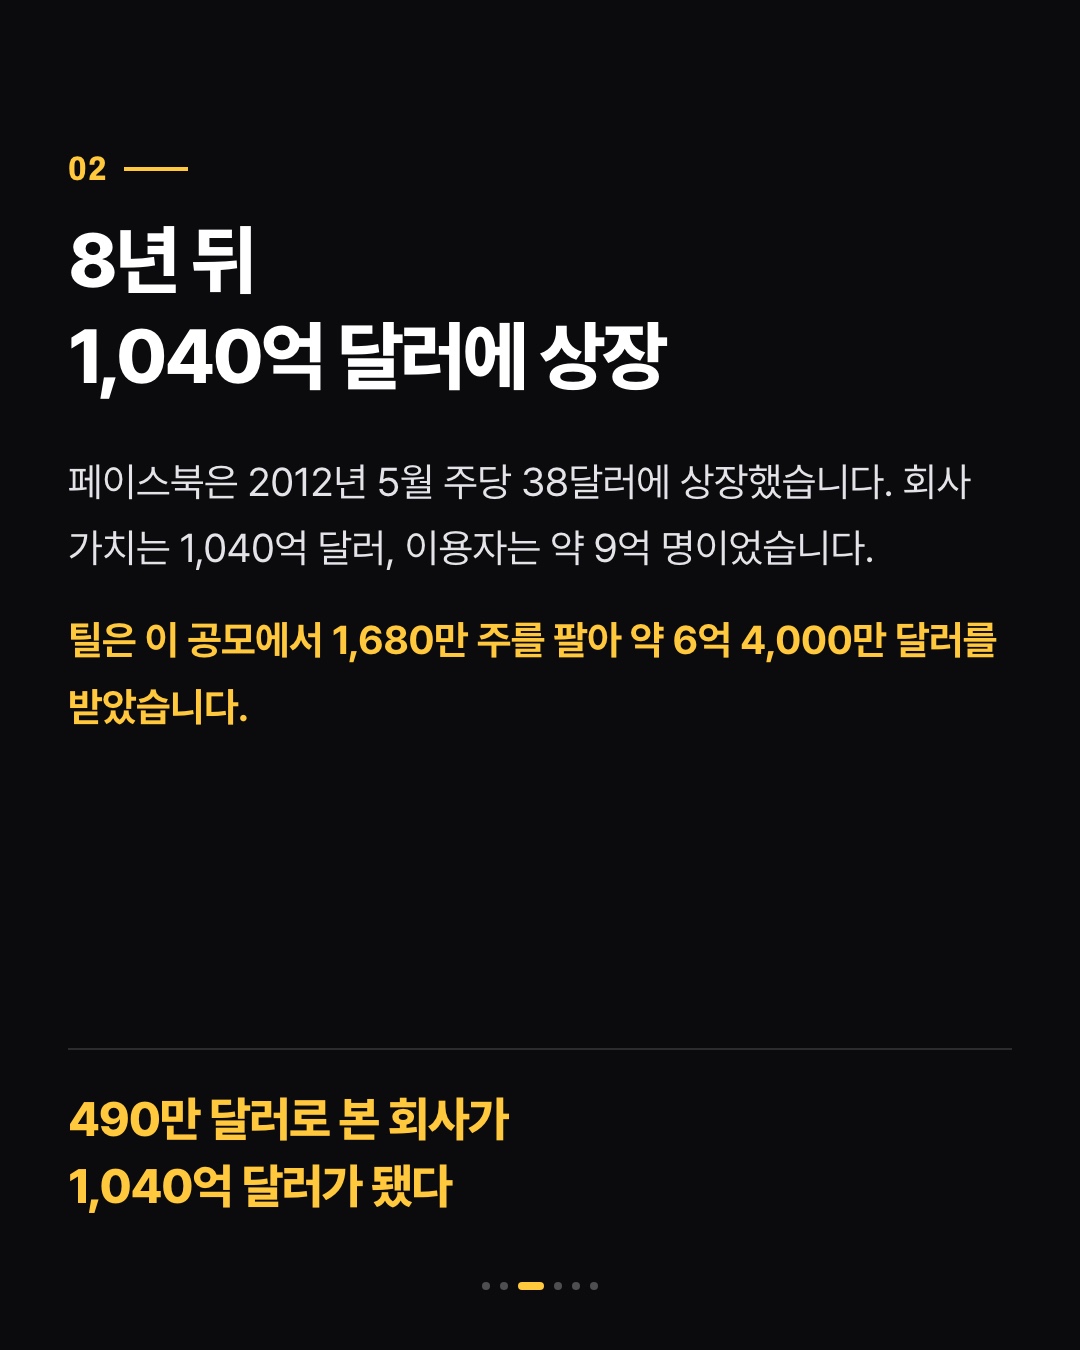 02
8년 뒤
1,040억 달러에 상장
페이스북은 2012년 5월 주당 38달러에 상장했습니다. 회사
가치는 1,040억 달러, 이용자는 약 9억 명이었습니다.
틸은 이 공모에서 1,680만 주를 팔아 약 6억 4,000만 달러를
받았습니다.
490만 달러로 본 회사가
1,040억 달러가 됐다